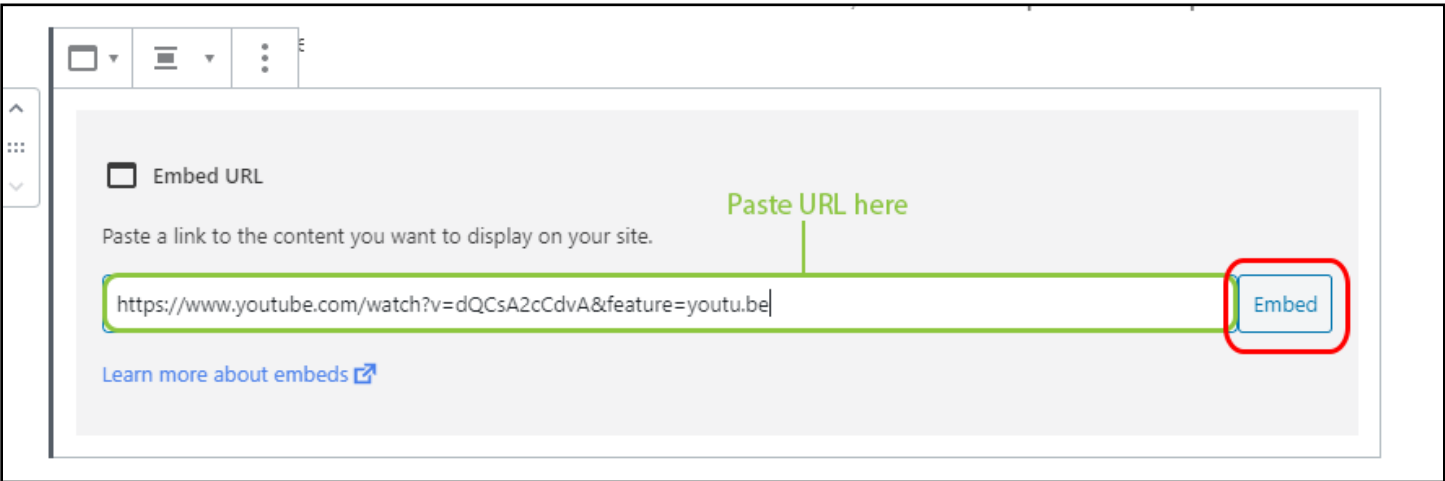 Embed URL
Paste URL here
Paste a link to the content you want to display on your site.
https://www.youtube.com/watch?v=dQCsA2cCdvA&feature=youtu.be
Embed
Learn more about embeds